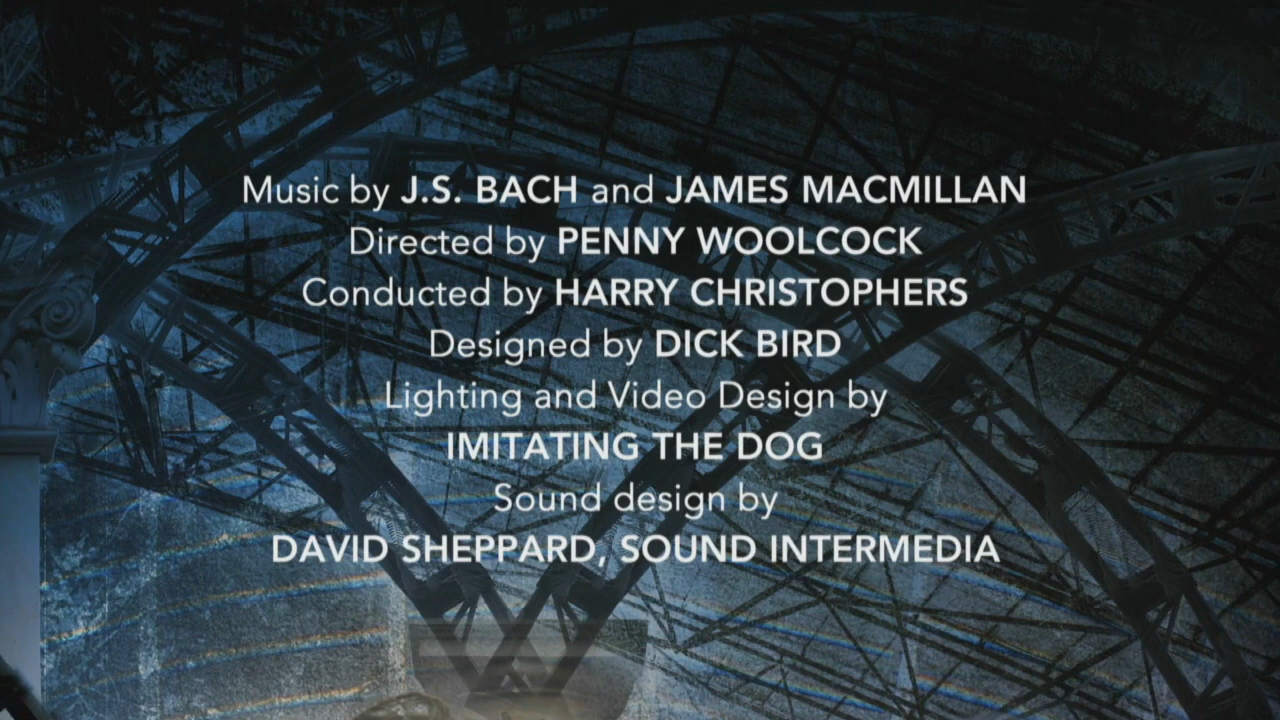 Music by J.S. BACH and JAMES MACMILLAN
Directed by PENNY WOOLCOCK
Conducted by HARRY CHRISTOPHERS
Designed by DICK BIRD
Lighting and Video Design by
IMITATING THE DOG
Sound design by
DAVID SHEPPARD, SOUND INTERMEDIA